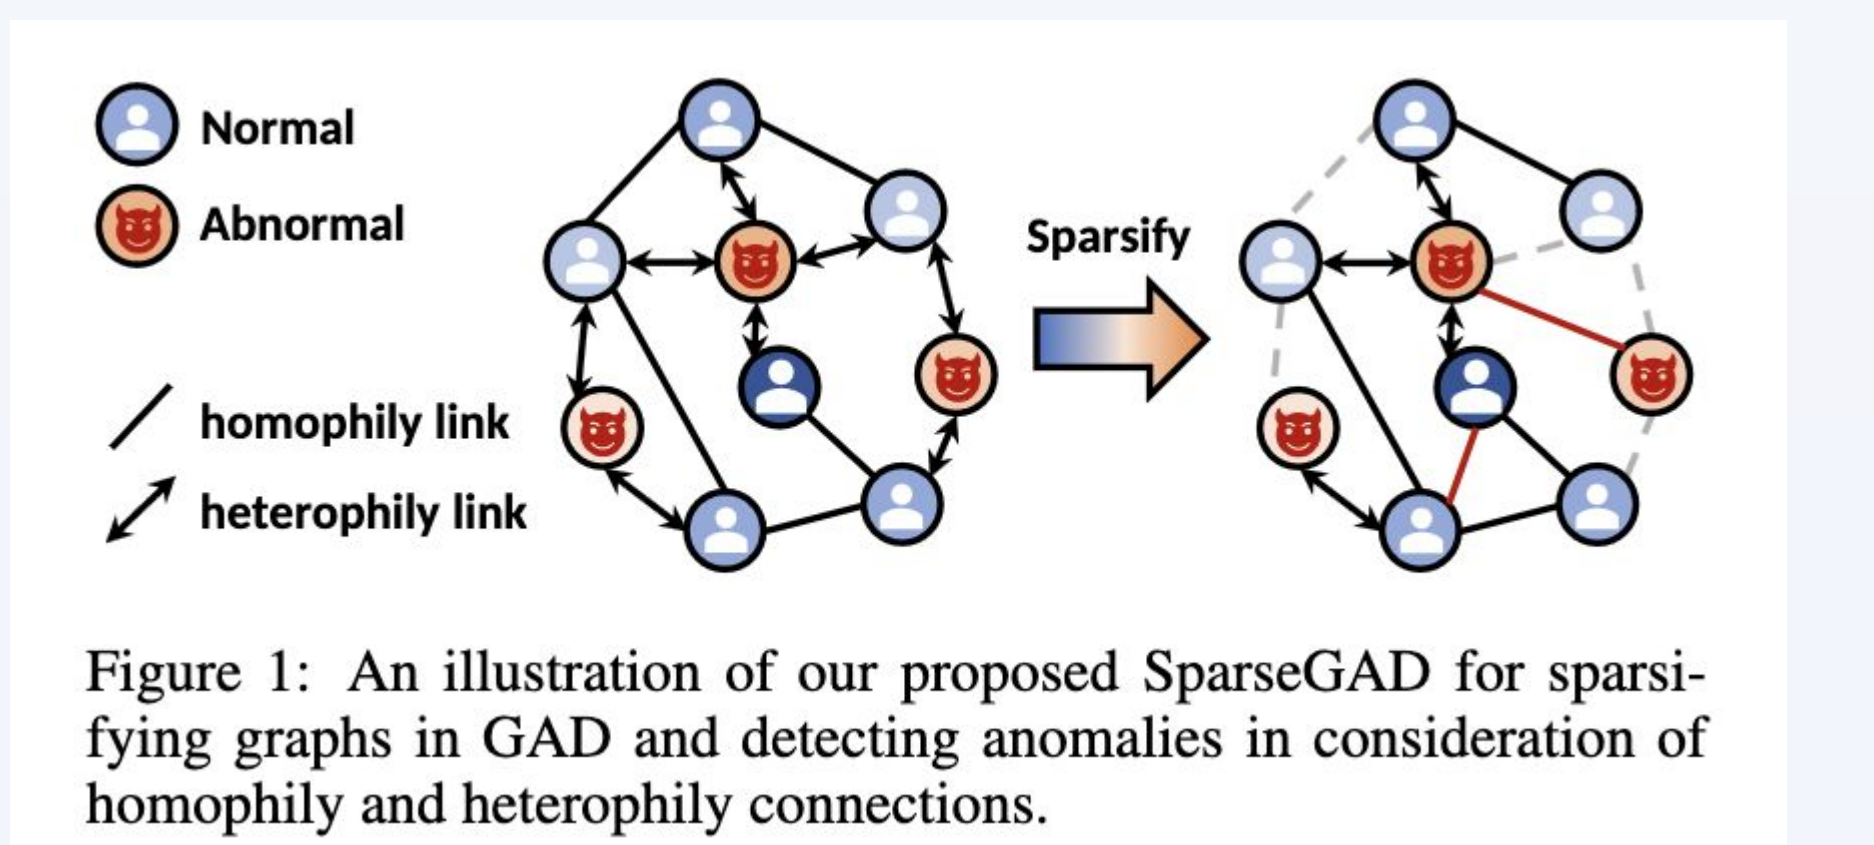 Normal
Abnormal
homophily link
heterophily link
Sparsify
Figure 1: An illustration of our proposed SparseGAD for sparsi-
fying graphs in GAD and detecting anomalies in consideration of
homophily and heterophily connections.